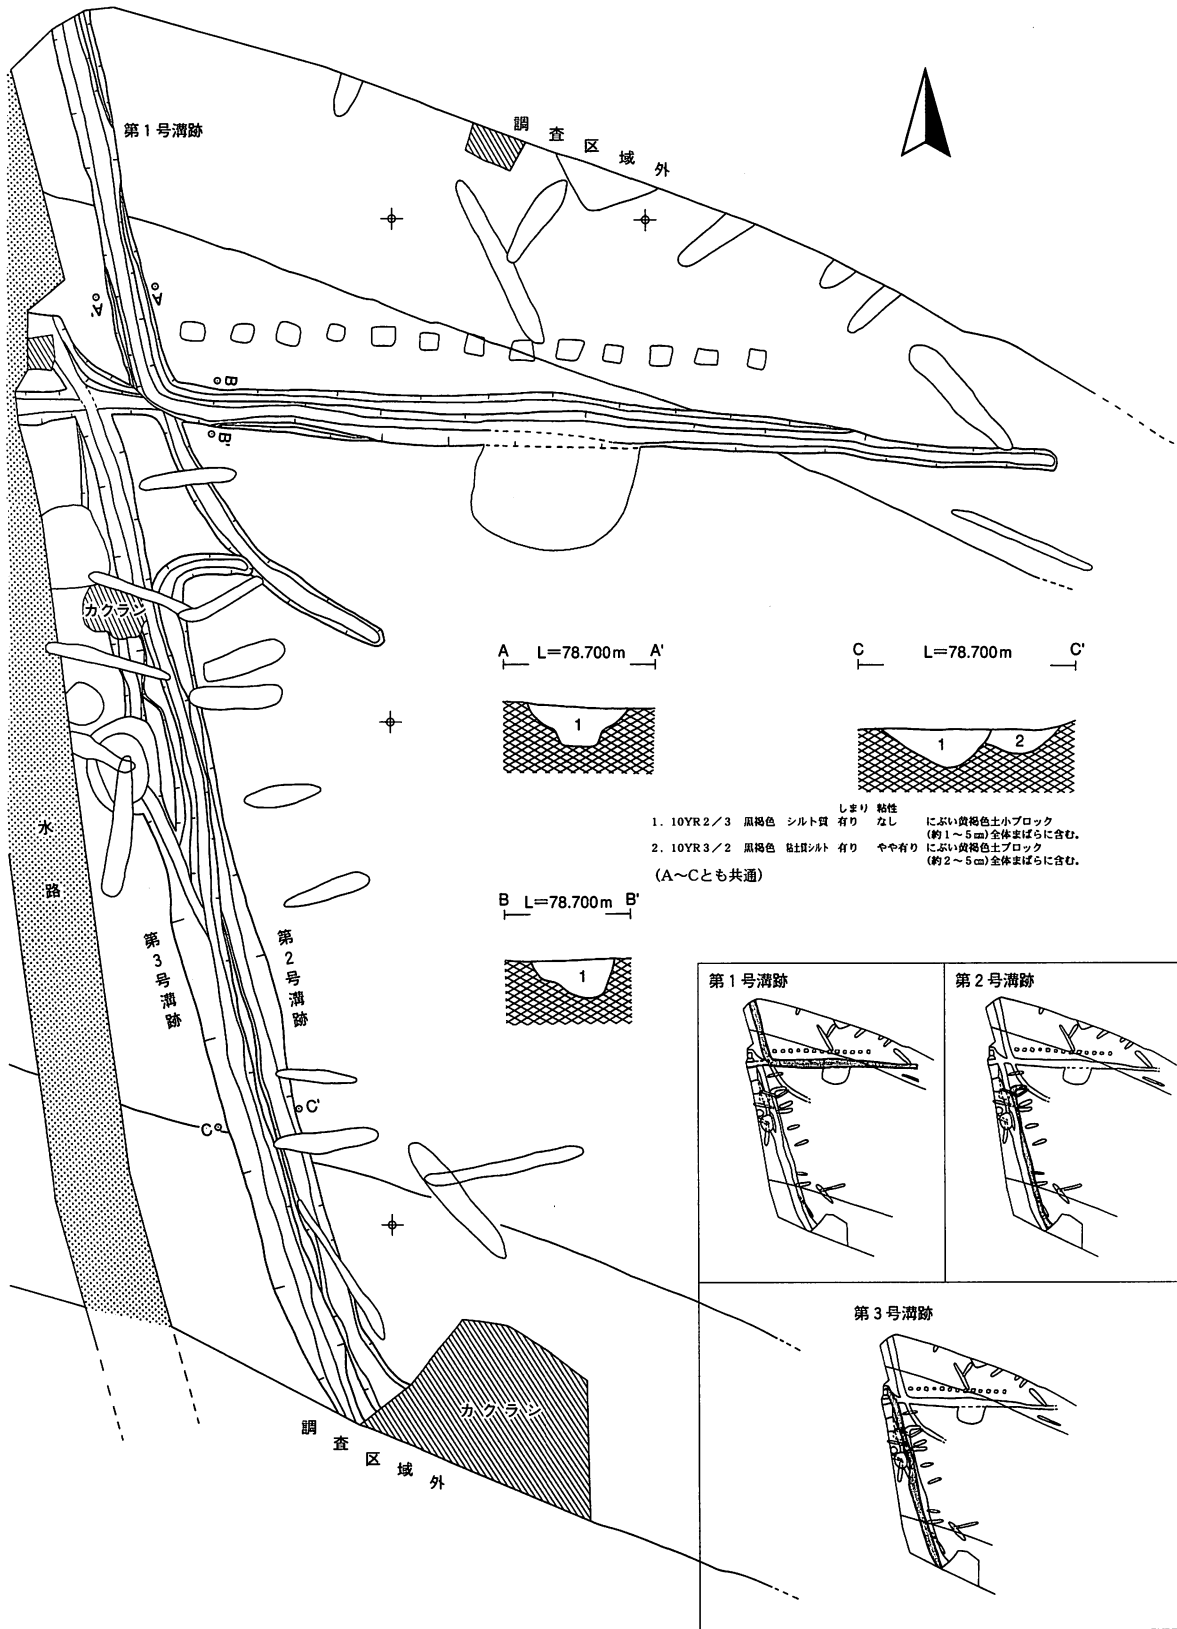 第1号溝跡
調査区域外
A' A
B
B'
カクラン
A L=78.700m A'
1
C L=78.700m C'
1 2
しまり 粘性
1. 10YR2/3 黒褐色 シルト質 有り なし にぶい黄褐色土小ブロック
(約1~5㎝)全体まばらに含む。
2. 10YR3/2 黒褐色 粘土質シルト 有り やや有り にぶい黄褐色土ブロック
(約2~5㎝)全体まばらに含む。
(A~Cとも共通)
水路
B L=78.700m B'
1
第3号溝跡
第2号溝跡
C C'
カクラン
調査区域外
第1号溝跡
第2号溝跡
第3号溝跡